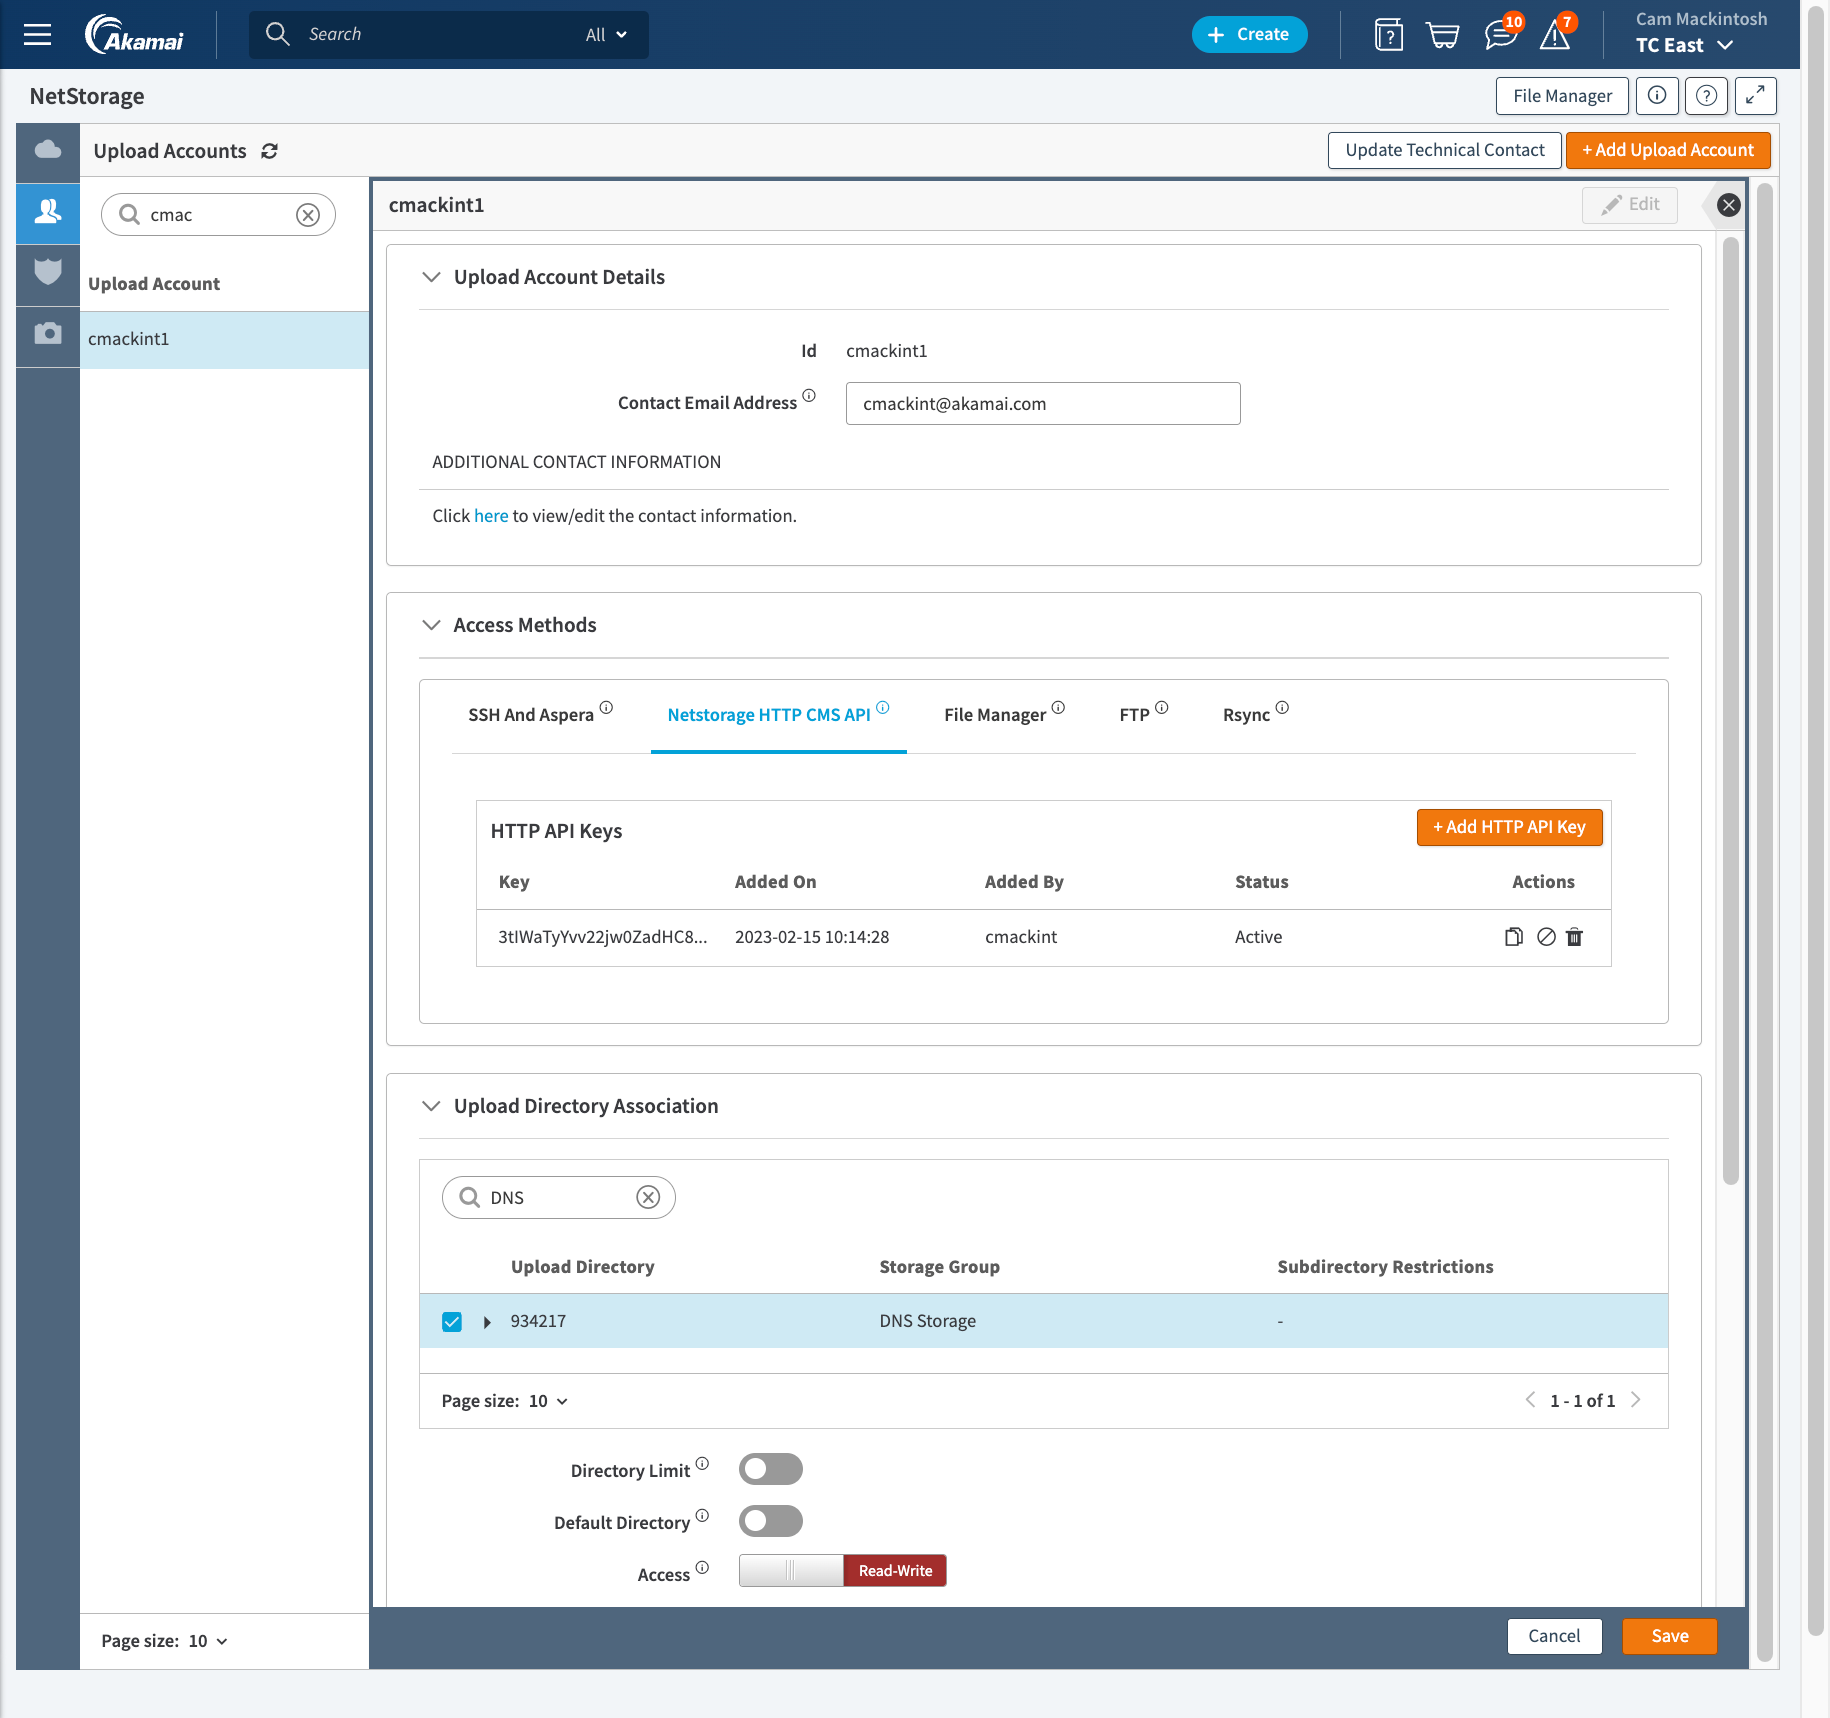 Akamai
Search
All
+ Create
10
7
Cam Mackintosh
TC East
NetStorage
File Manager
Upload Accounts
Update Technical Contact
+ Add Upload Account
cmac
Upload Account
cmackint1
Page size: 10
cmackint1
Edit
Upload Account Details
Id cmackint1
Contact Email Address cmackint@akamai.com
ADDITIONAL CONTACT INFORMATION
Click here to view/edit the contact information.
Access Methods
SSH And Aspera Netstorage HTTP CMS API File Manager FTP Rsync
HTTP API Keys
+ Add HTTP API Key
Key Added On Added By Status Actions
3tIWaTyYvv22jw0ZadHC8... 2023-02-15 10:14:28 cmackint Active
Upload Directory Association
DNS
Upload Directory Storage Group Subdirectory Restrictions
934217 DNS Storage -
Page size: 10
1 - 1 of 1
Directory Limit
Default Directory
Access Read-Write
Cancel
Save